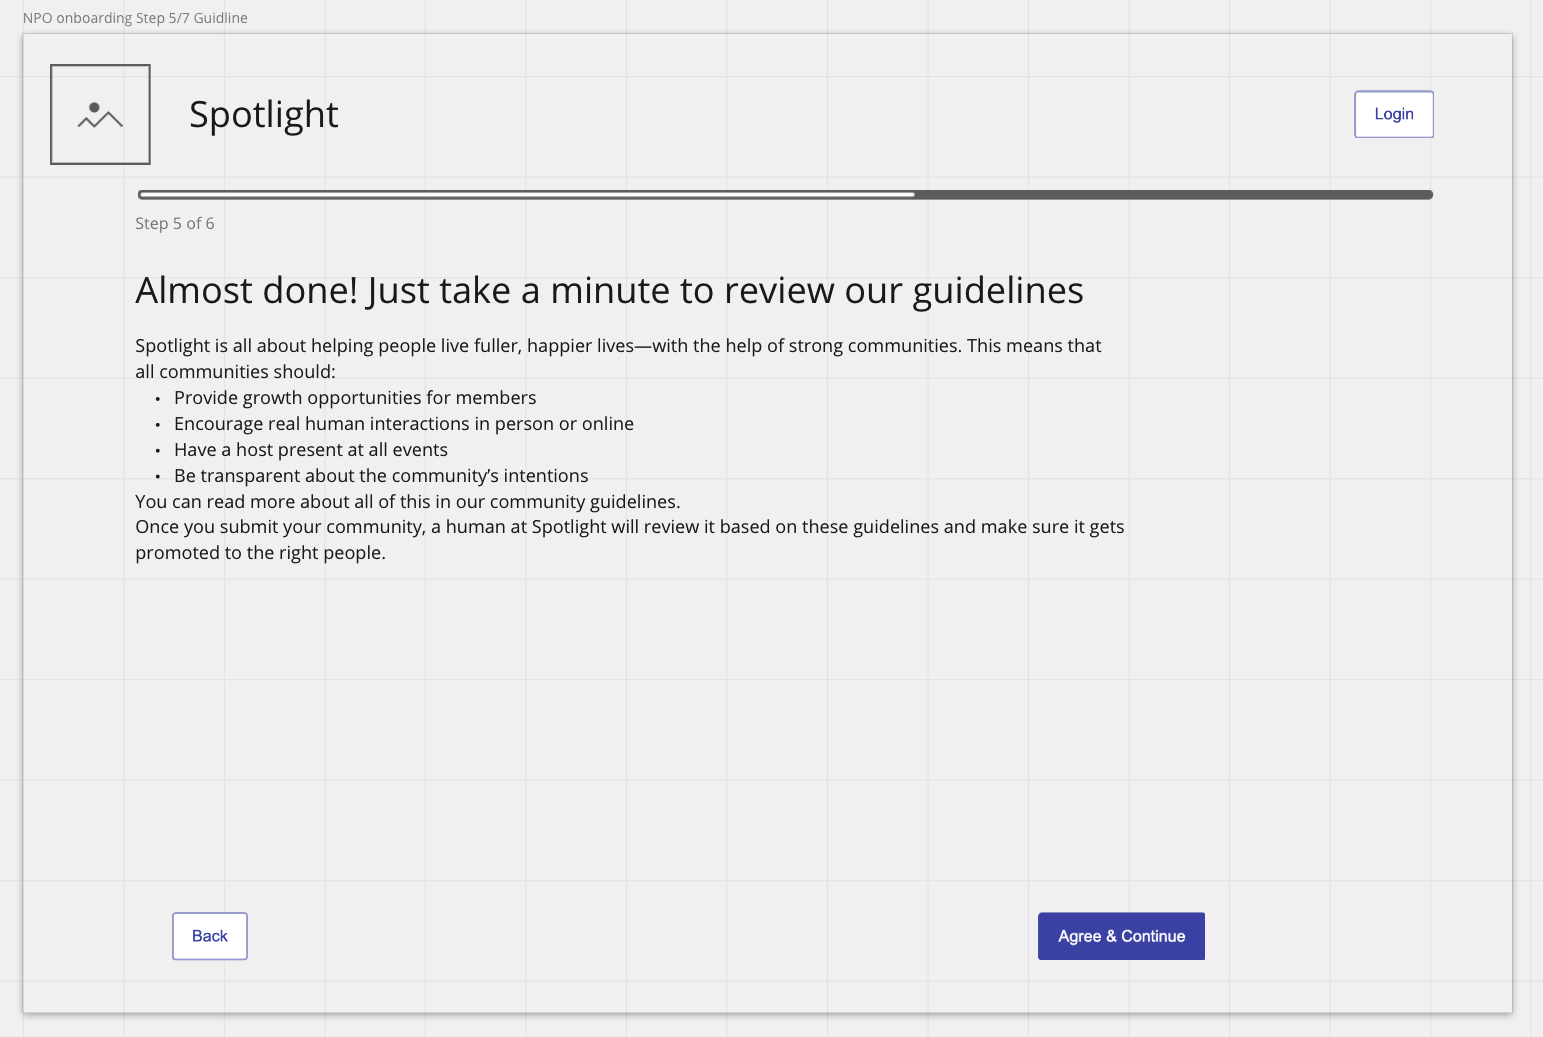 NPO onboarding Step 5/7 Guidline
Spotlight
Login
Step 5 of 6
Almost done! Just take a minute to review our guidelines
Spotlight is all about helping people live fuller, happier lives—with the help of strong communities. This means that
all communities should:
• Provide growth opportunities for members
• Encourage real human interactions in person or online
• Have a host present at all events
• Be transparent about the community’s intentions
You can read more about all of this in our community guidelines.
Once you submit your community, a human at Spotlight will review it based on these guidelines and make sure it gets
promoted to the right people.
Back
Agree & Continue